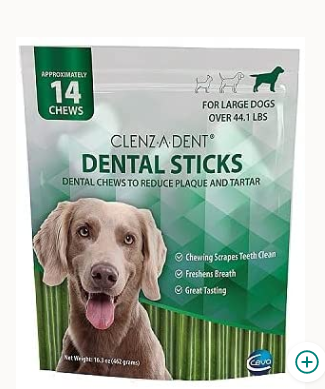 APPROXIMATELY
14
CHEWS
FOR LARGE DOGS
OVER 44.1 LBS
CLENZ·A·DENT®
DENTAL STICKS
DENTAL CHEWS TO REDUCE PLAQUE AND TARTAR
Chewing Scrapes Teeth Clean
Freshens Breath
Great Tasting
Net Weight: 16.3 oz (462 grams)
Ceva